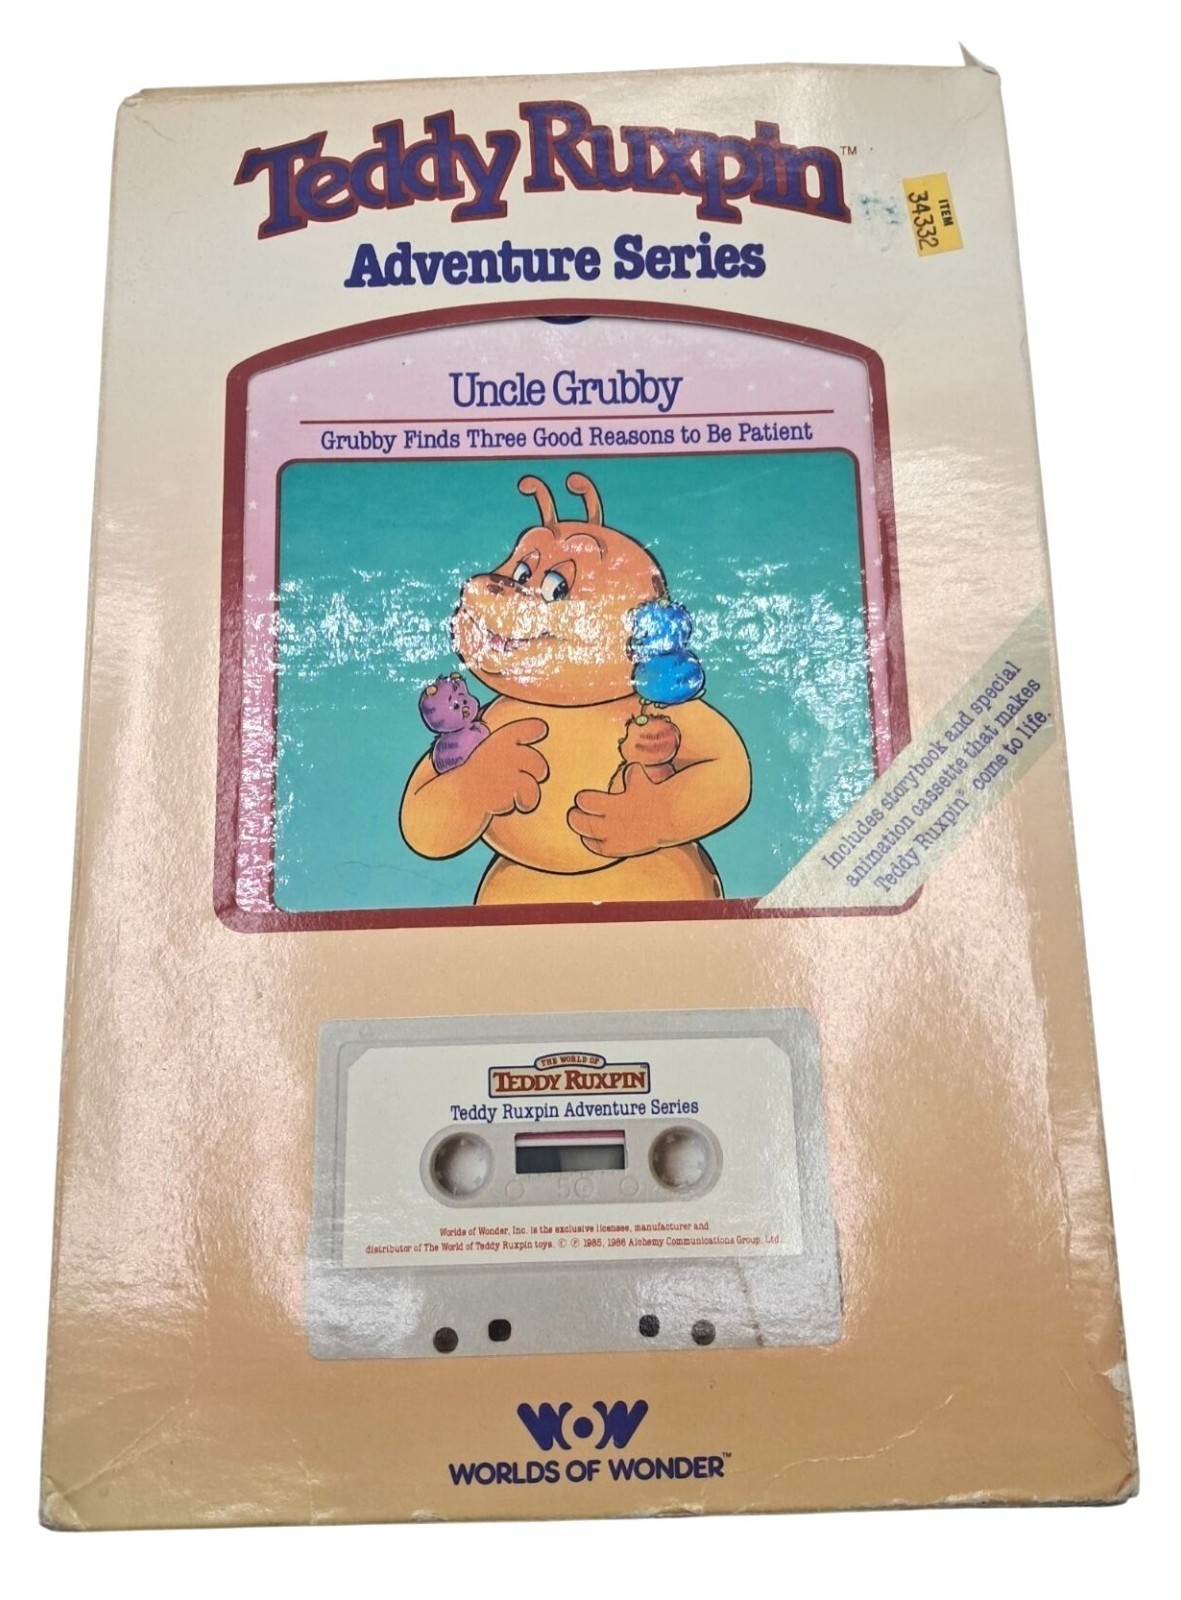 Teddy Ruxpin™
ITEM
34332
Adventure Series
Uncle Grubby
Grubby Finds Three Good Reasons to Be Patient
Includes storybook and special
animation cassette that makes
Teddy Ruxpin® come to life.
THE WORLD OF
TEDDY RUXPIN
Teddy Ruxpin Adventure Series
50
Worlds of Wonder, Inc. is the exclusive licensee, manufacturer and
distributor of The World of Teddy Ruxpin toys. © ℗ 1985, 1986 Alchemy Communications Group, Ltd.
WOW
WORLDS OF WONDER™